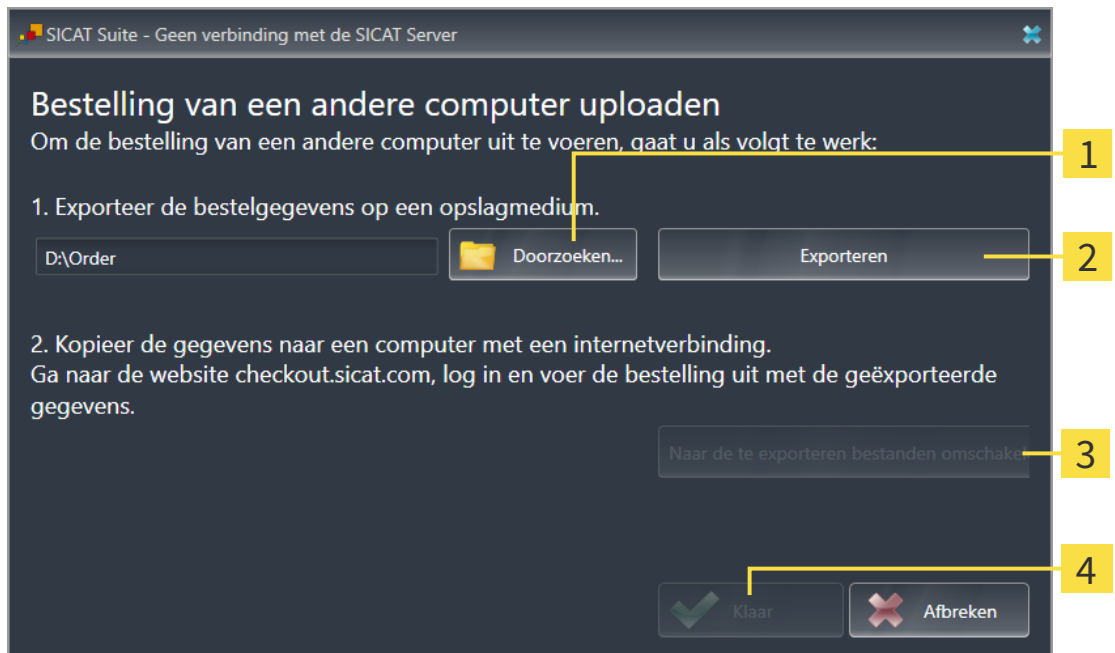 SICAT Suite - Geen verbinding met de SICAT Server
Bestelling van een andere computer uploaden
Om de bestelling van een andere computer uit te voeren, gaat u als volgt te werk:
1
1. Exporteer de bestelgegevens op een opslagmedium.
D:\Order
Doorzoeken...
Exporteren
2
2. Kopieer de gegevens naar een computer met een internetverbinding.
Ga naar de website checkout.sicat.com, log in en voer de bestelling uit met de geëxporteerde
gegevens.
Naar de te exporteren bestanden omschakel
3
4
Klaar
Afbreken